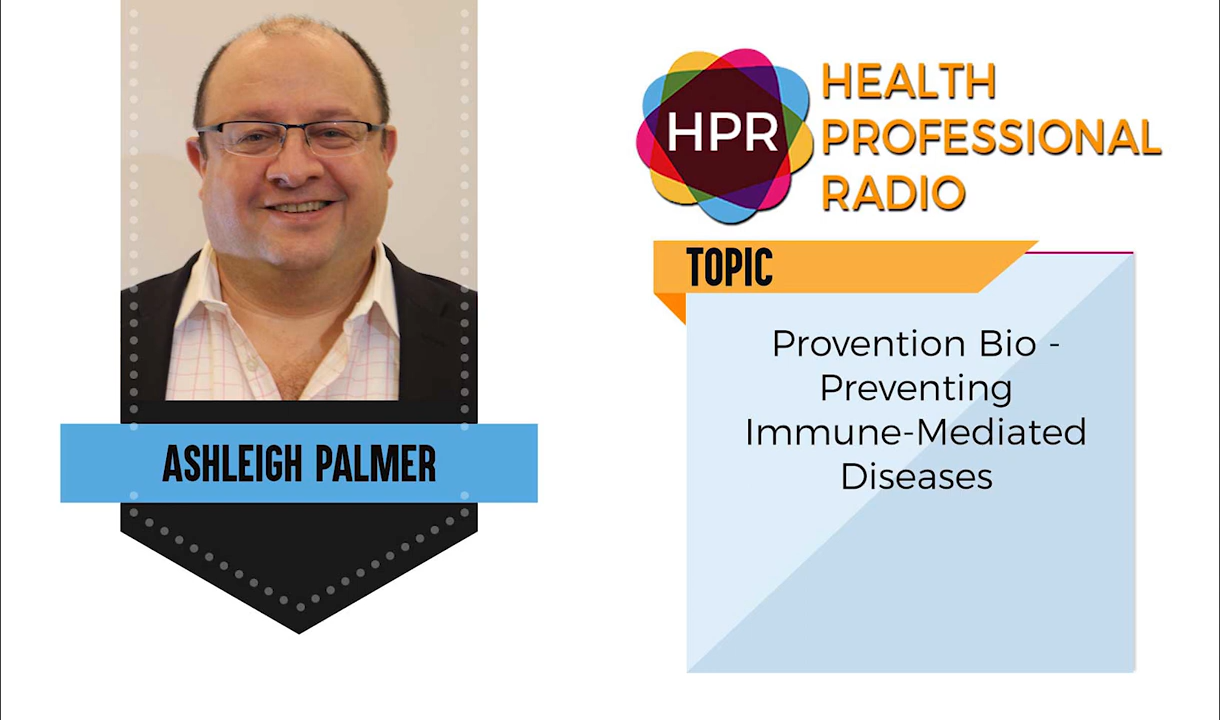 ASHLEIGH PALMER
HPR
HEALTH
PROFESSIONAL
RADIO
TOPIC
Provention Bio -
Preventing
Immune-Mediated
Diseases